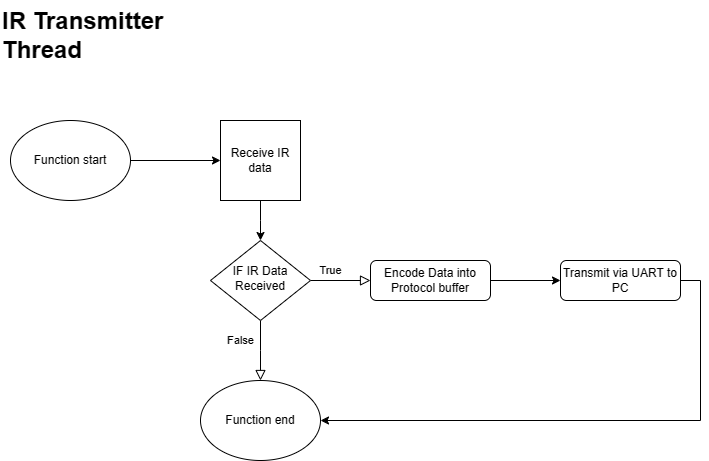 IR Transmitter
Thread
Function start
Receive IR
data
IF IR Data
Received
True
Encode Data into
Protocol buffer
Transmit via UART to
PC
False
Function end